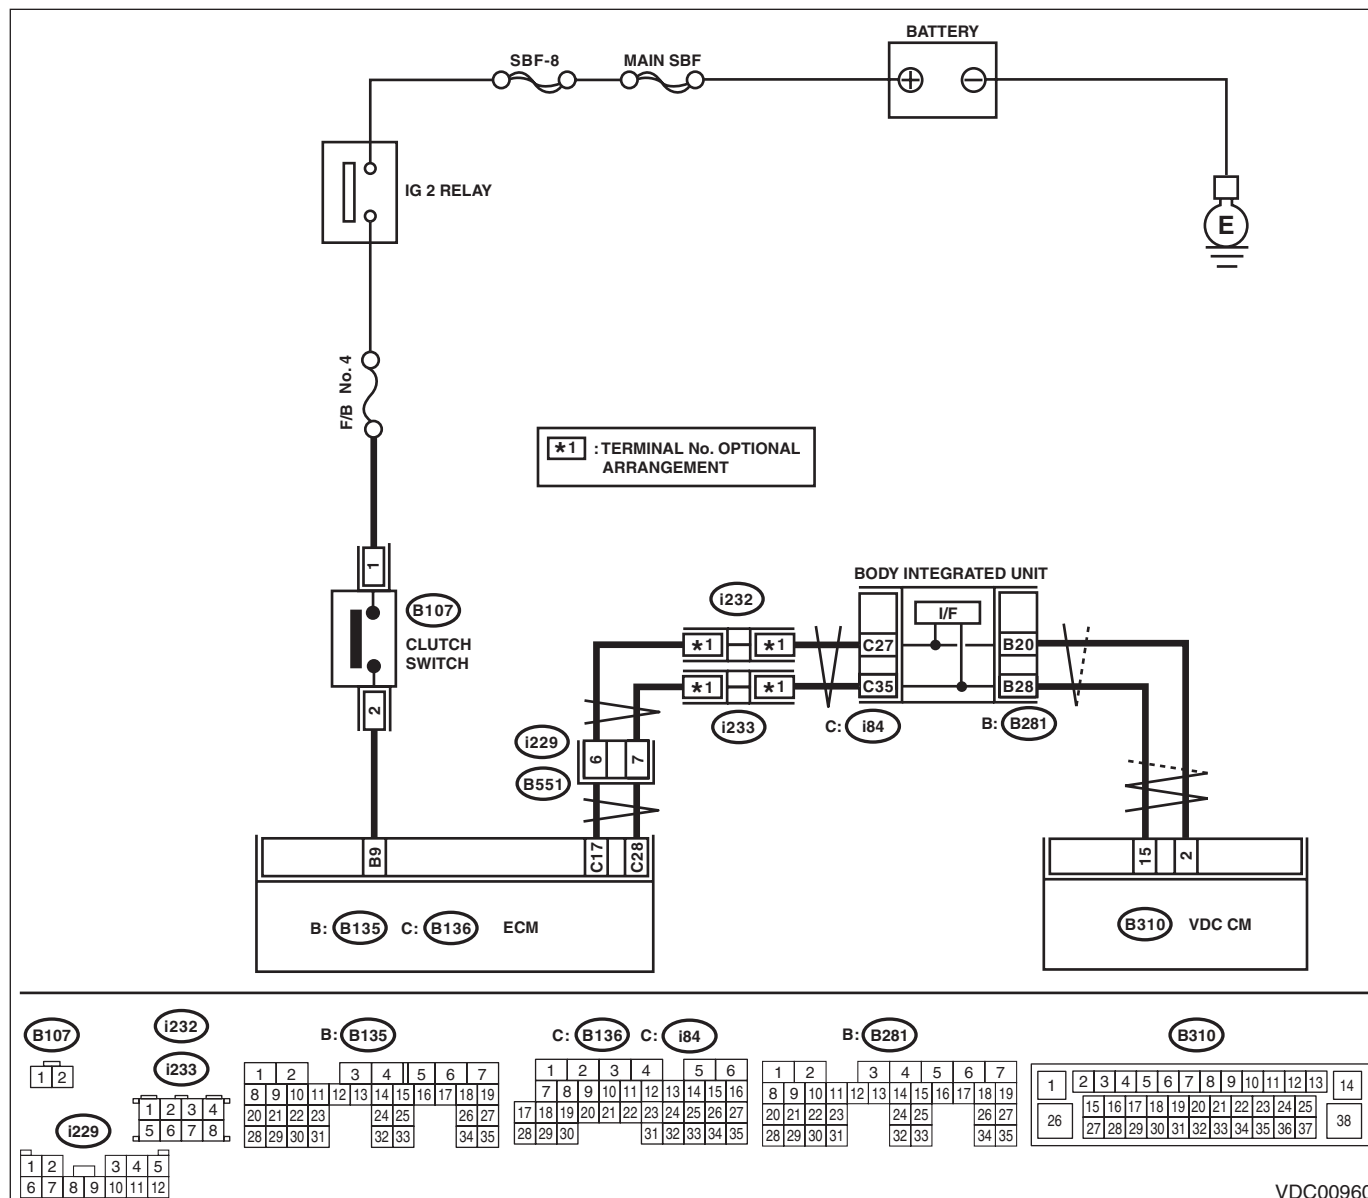 BATTERY
SBF-8
MAIN SBF
+
−
IG 2 RELAY
E
F/B No. 4
*1 : TERMINAL No. OPTIONAL
ARRANGEMENT
1
B107
CLUTCH
SWITCH
2
BODY INTEGRATED UNIT
i232
I/F
*1 *1 C27 B20
*1 *1 C35 B28
i233
C: i84
B: B281
i229
B551
6 7
B9
C17 C28
15 2
B: B135 C: B136 ECM
B310 VDC CM
B107
1 2
i232
i233
1 2 3 4
5 6 7 8
i229
1 2 3 4 5
6 7 8 9 10 11 12
B: B135
1 2 3 4 5 6 7
8 9 10 11 12 13 14 15 16 17 18 19
20 21 22 23 24 25 26 27
28 29 30 31 32 33 34 35
C: B136 C: i84
1 2 3 4 5 6
7 8 9 10 11 12 13 14 15 16
17 18 19 20 21 22 23 24 25 26 27
28 29 30 31 32 33 34 35
B: B281
1 2 3 4 5 6 7
8 9 10 11 12 13 14 15 16 17 18 19
20 21 22 23 24 25 26 27
28 29 30 31 32 33 34 35
B310
1 2 3 4 5 6 7 8 9 10 11 12 13 14
15 16 17 18 19 20 21 22 23 24 25
26 27 28 29 30 31 32 33 34 35 36 37 38
VDC00960